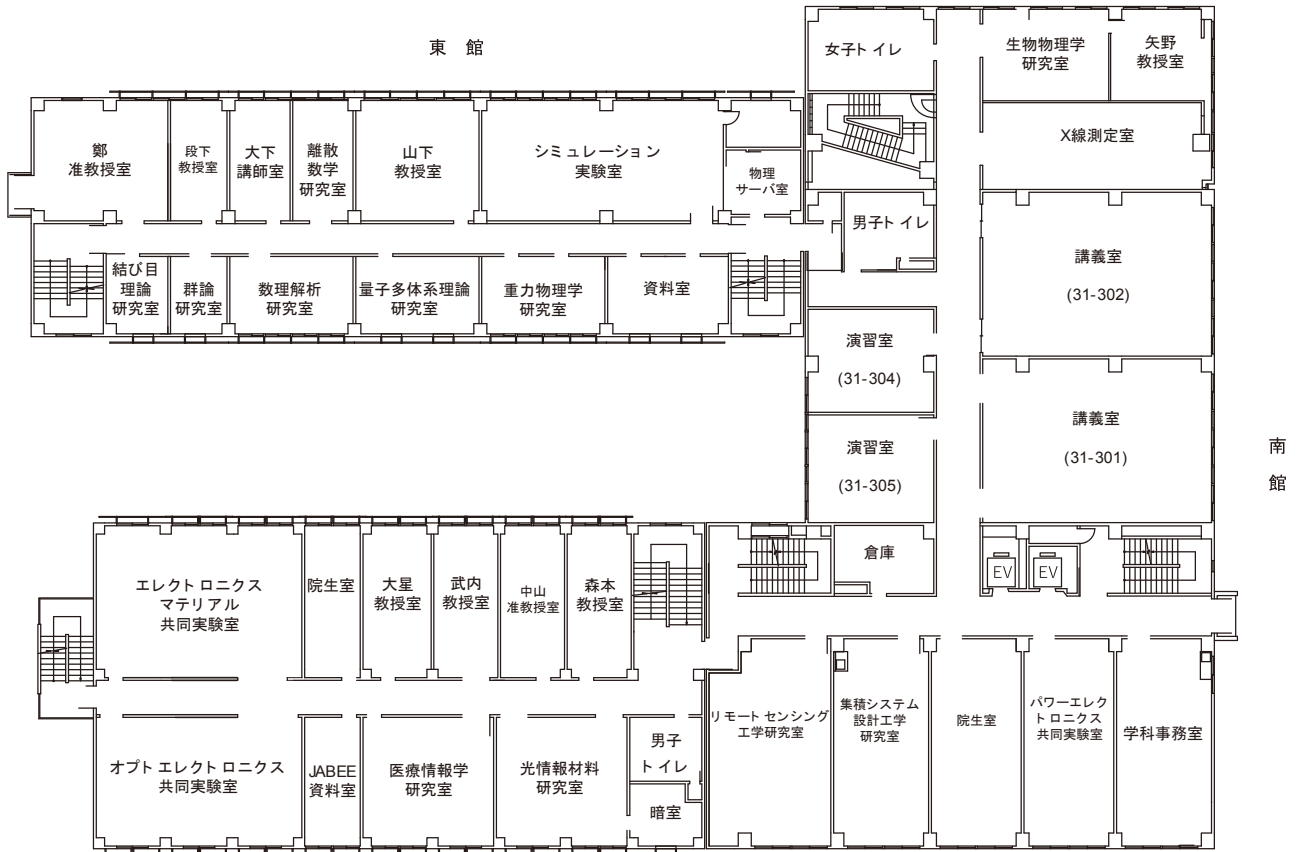 東 館
女子トイレ
生物物理学
研究室
矢野
教授室
X線測定室
鄭
准教授室
段下
教授室
大下
講師室
離散
数学
研究室
山下
教授室
シミュレーション
実験室
物理
サーバ室
男子トイレ
講義室
(31-302)
結び目
理論
研究室
群論
研究室
数理解析
研究室
量子多体系理論
研究室
重力物理学
研究室
資料室
演習室
(31-304)
講義室
(31-301)
演習室
(31-305)
南
館
エレクトロニクス
マテリアル
共同実験室
院生室
大星
教授室
武内
教授室
中山
准教授室
森本
教授室
倉庫
EV
EV
リモートセンシング
工学研究室
集積システム
設計工学
研究室
院生室
パワーエレク
トロニクス
共同実験室
学科事務室
オプトエレクトロニクス
共同実験室
JABEE
資料室
医療情報学
研究室
光情報材料
研究室
男子
トイレ
暗室